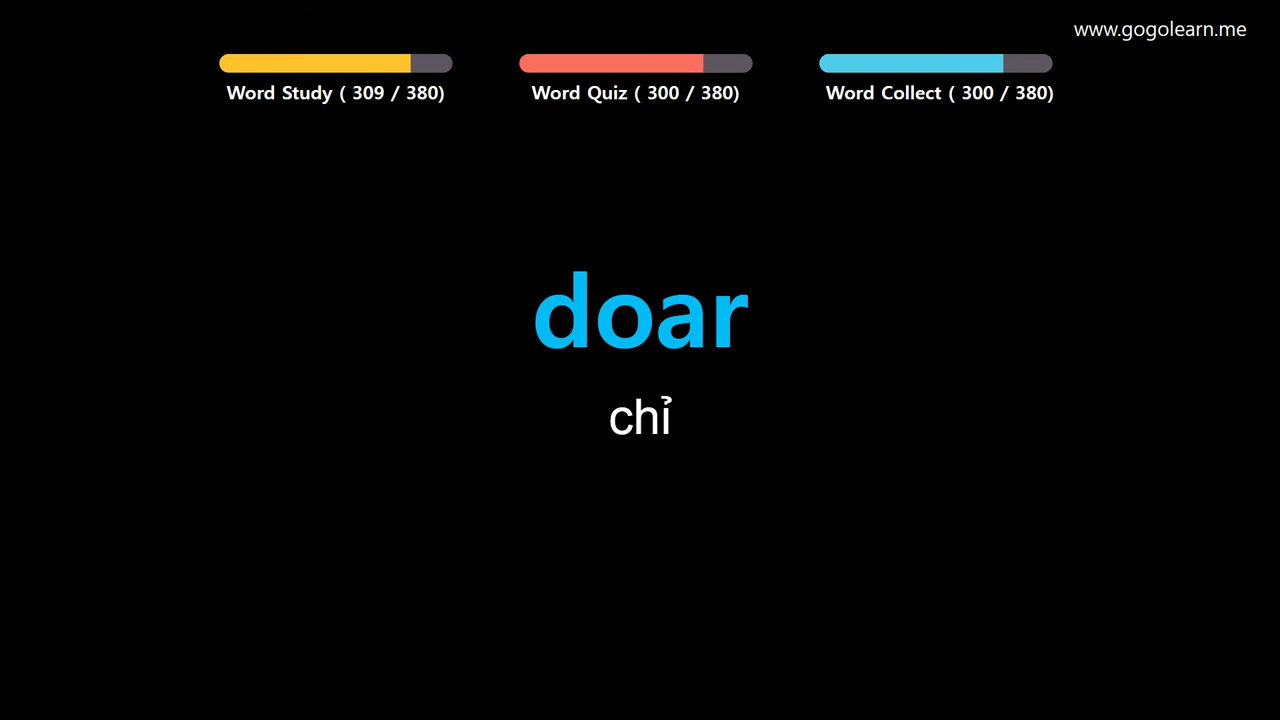 www.gogolearn.me
Word Study ( 309 / 380)
Word Quiz ( 300 / 380)
Word Collect ( 300 / 380)
doar
chỉ